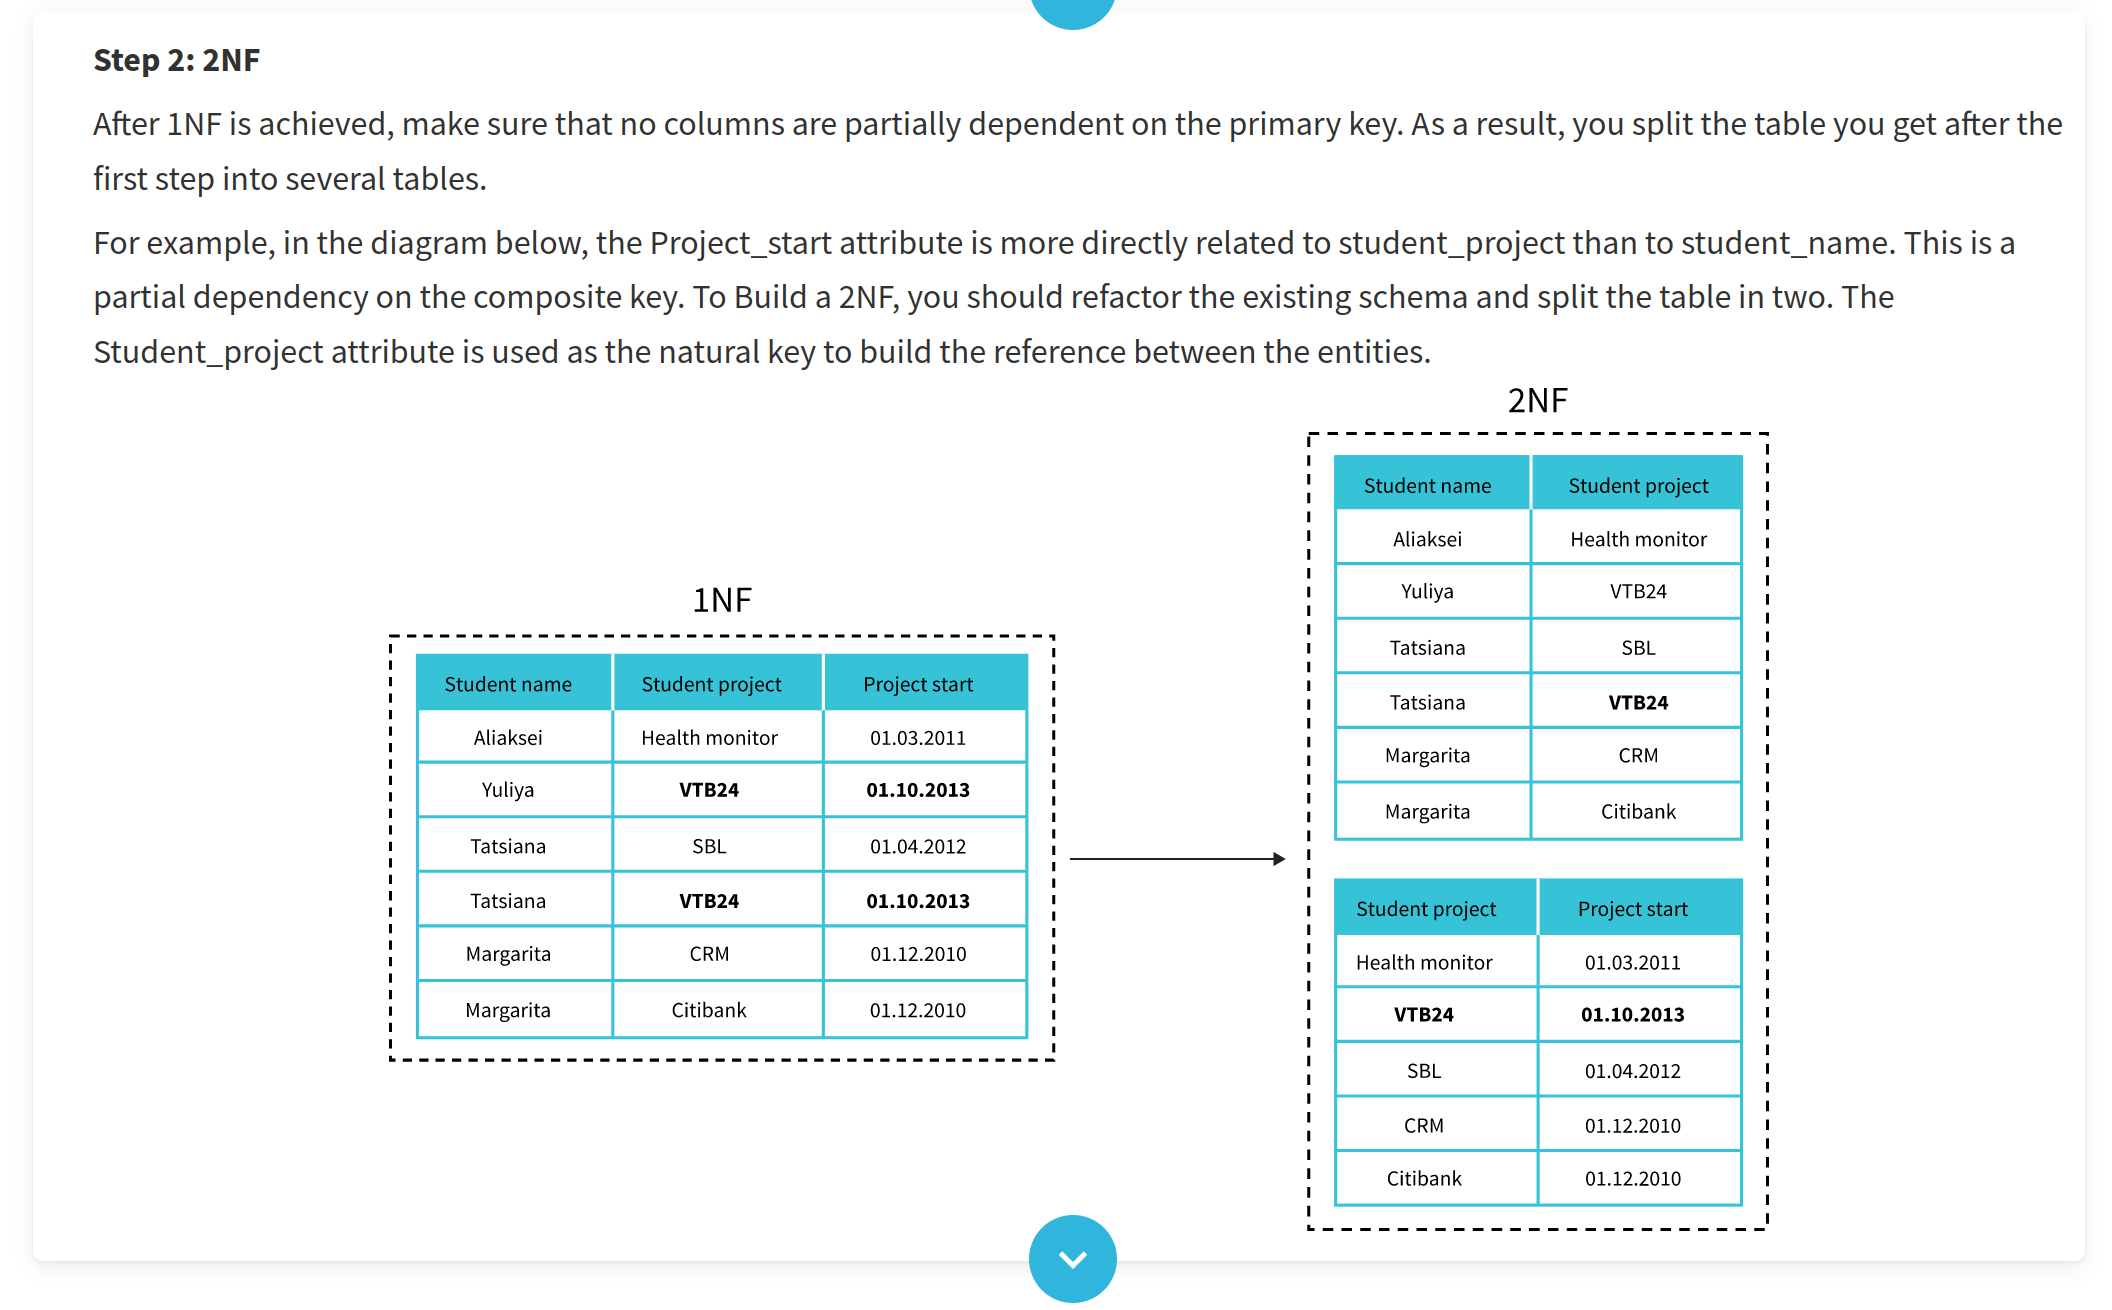 Step 2: 2NF
After 1NF is achieved, make sure that no columns are partially dependent on the primary key. As a result, you split the table you get after the
first step into several tables.
For example, in the diagram below, the Project_start attribute is more directly related to student_project than to student_name. This is a
partial dependency on the composite key. To Build a 2NF, you should refactor the existing schema and split the table in two. The
Student_project attribute is used as the natural key to build the reference between the entities.
1NF
Student name Student project Project start
Aliaksei Health monitor 01.03.2011
Yuliya VTB24 01.10.2013
Tatsiana SBL 01.04.2012
Tatsiana VTB24 01.10.2013
Margarita CRM 01.12.2010
Margarita Citibank 01.12.2010
2NF
Student name Student project
Aliaksei Health monitor
Yuliya VTB24
Tatsiana SBL
Tatsiana VTB24
Margarita CRM
Margarita Citibank
Student project Project start
Health monitor 01.03.2011
VTB24 01.10.2013
SBL 01.04.2012
CRM 01.12.2010
Citibank 01.12.2010